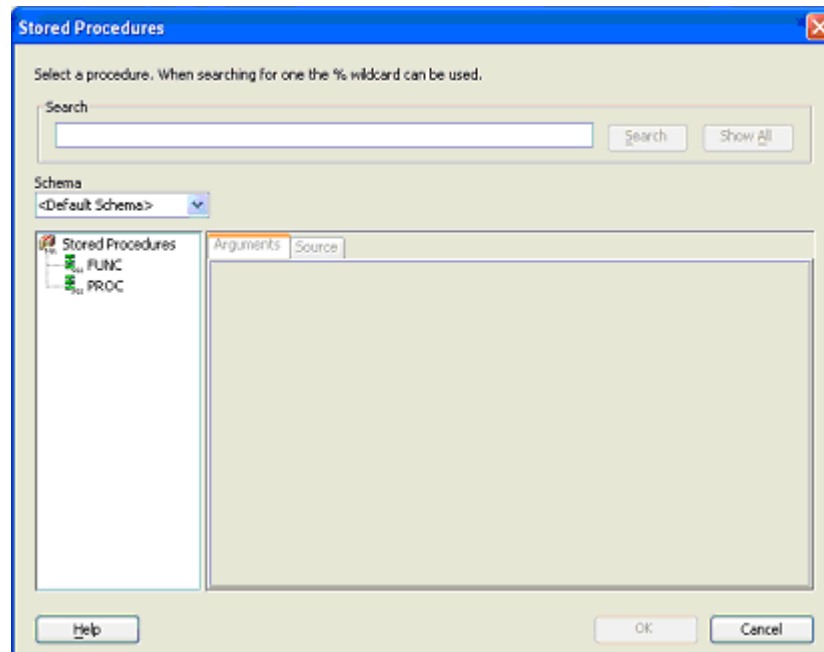 Stored Procedures
Select a procedure. When searching for one the % wildcard can be used.
Search
Search Show All
Schema
<Default Schema>
Stored Procedures
FUNC
PROC
Arguments Source
Help OK Cancel